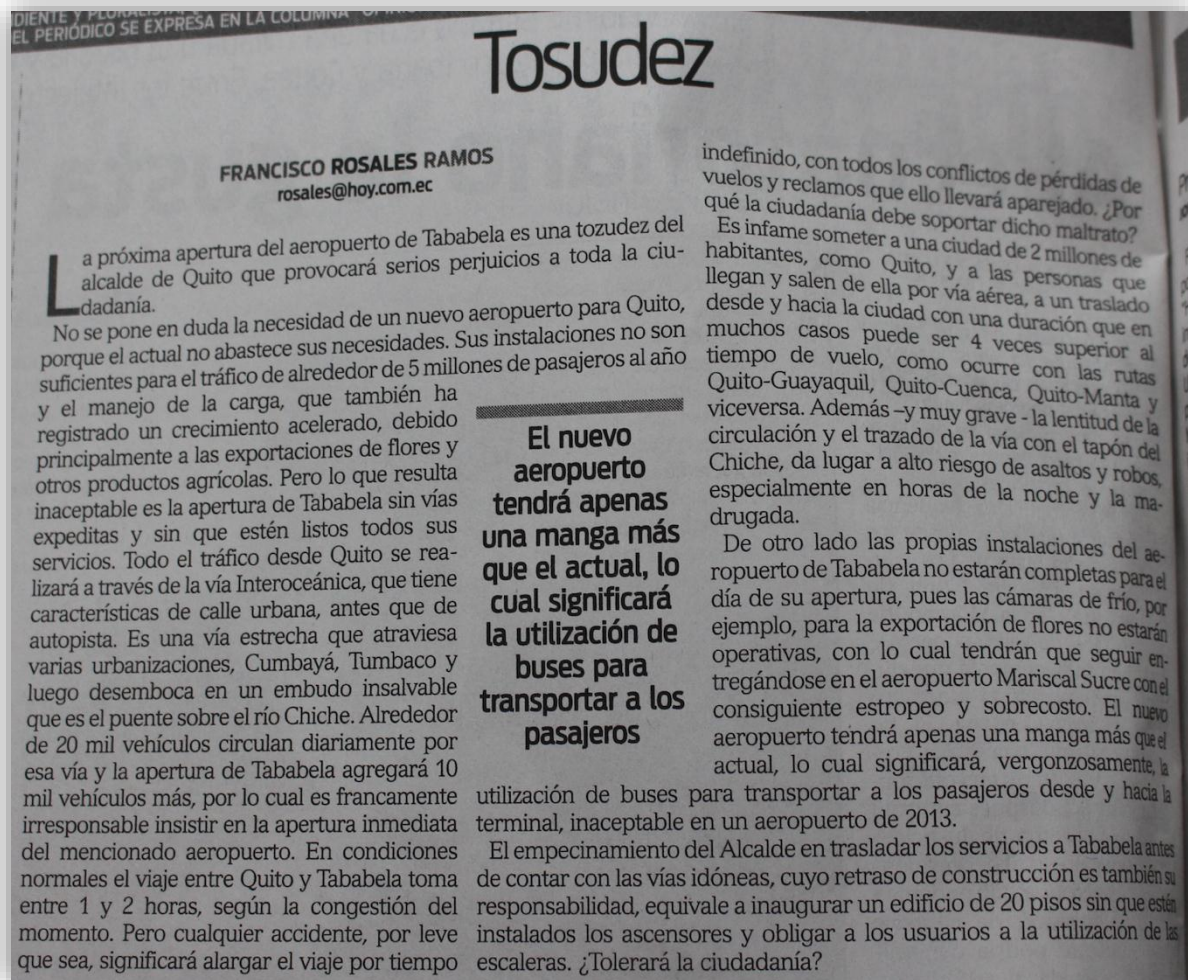 DIENTE Y PLURALISTA
EL PERIÓDICO SE EXPRESA EN LA COLUMNA
Tosudez
FRANCISCO ROSALES RAMOS
rosales@hoy.com.ec
La próxima apertura del aeropuerto de Tababela es una tozudez del
alcalde de Quito que provocará serios perjuicios a toda la ciu-
dadanía.
No se pone en duda la necesidad de un nuevo aeropuerto para Quito,
porque el actual no abastece sus necesidades. Sus instalaciones no son
suficientes para el tráfico de alrededor de 5 millones de pasajeros al año
y el manejo de la carga, que también ha
registrado un crecimiento acelerado, debido
principalmente a las exportaciones de flores y
otros productos agrícolas. Pero lo que resulta
inaceptable es la apertura de Tababela sin vías
expeditas y sin que estén listos todos sus
servicios. Todo el tráfico desde Quito se rea-
lizará a través de la vía Interoceánica, que tiene
características de calle urbana, antes que de
autopista. Es una vía estrecha que atraviesa
varias urbanizaciones, Cumbayá, Tumbaco y
luego desemboca en un embudo insalvable
que es el puente sobre el río Chiche. Alrededor
de 20 mil vehículos circulan diariamente por
esa vía y la apertura de Tababela agregará 10
mil vehículos más, por lo cual es francamente
irresponsable insistir en la apertura inmediata
del mencionado aeropuerto. En condiciones
normales el viaje entre Quito y Tababela toma
entre 1 y 2 horas, según la congestión del
momento. Pero cualquier accidente, por leve
que sea, significará alargar el viaje por tiempo
El nuevo
aeropuerto
tendrá apenas
una manga más
que el actual, lo
cual significará
la utilización de
buses para
transportar a los
pasajeros
indefinido, con todos los conflictos de pérdidas de
vuelos y reclamos que ello llevará aparejado. ¿Por
qué la ciudadanía debe soportar dicho maltrato?
Es infame someter a una ciudad de 2 millones de
habitantes, como Quito, y a las personas que
llegan y salen de ella por vía aérea, a un traslado
desde y hacia la ciudad con una duración que en
muchos casos puede ser 4 veces superior al
tiempo de vuelo, como ocurre con las rutas
Quito-Guayaquil, Quito-Cuenca, Quito-Manta y
viceversa. Además –y muy grave - la lentitud de la
circulación y el trazado de la vía con el tapón del
Chiche, da lugar a alto riesgo de asaltos y robos,
especialmente en horas de la noche y la ma-
drugada.
De otro lado las propias instalaciones del ae-
ropuerto de Tababela no estarán completas para el
día de su apertura, pues las cámaras de frío, por
ejemplo, para la exportación de flores no estarán
operativas, con lo cual tendrán que seguir en-
tregándose en el aeropuerto Mariscal Sucre con el
consiguiente estropeo y sobrecosto. El nuevo
aeropuerto tendrá apenas una manga más que el
actual, lo cual significará, vergonzosamente, la
utilización de buses para transportar a los pasajeros desde y hacia la
terminal, inaceptable en un aeropuerto de 2013.
El empecinamiento del Alcalde en trasladar los servicios a Tababela antes
de contar con las vías idóneas, cuyo retraso de construcción es también su
responsabilidad, equivale a inaugurar un edificio de 20 pisos sin que estén
instalados los ascensores y obligar a los usuarios a la utilización de las
escaleras. ¿Tolerará la ciudadanía?